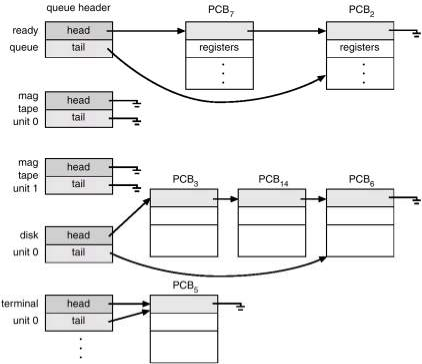 queue header
PCB7
PCB2
ready
queue
head
tail
registers
registers
mag
tape
unit 0
head
tail
mag
tape
unit 1
head
tail
PCB3
PCB14
PCB6
disk
unit 0
head
tail
PCB5
terminal
unit 0
head
tail